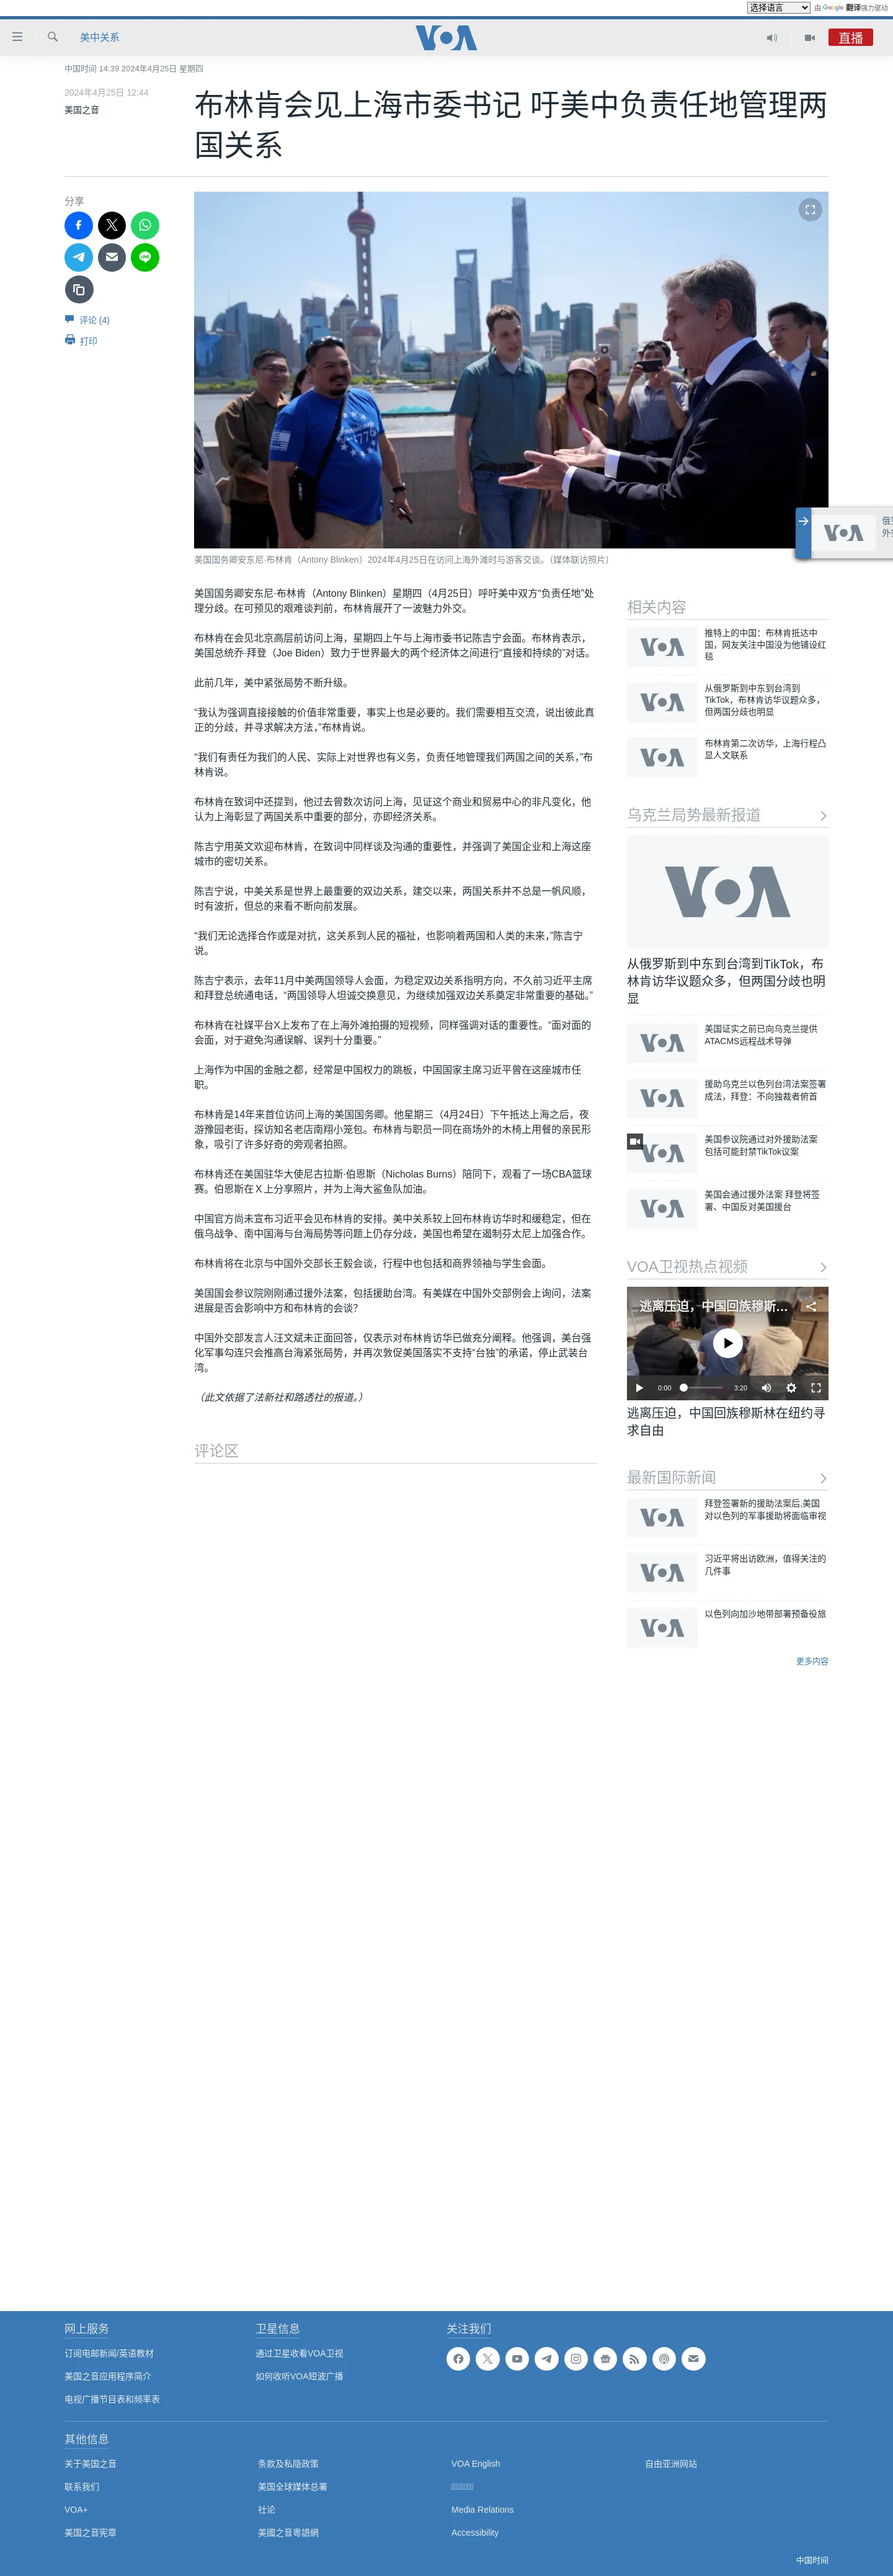 选择语言
由 Google 翻译强力驱动
美中关系
VOA
直播
中国时间 14:39 2024年4月25日 星期四
2024年4月25日 12:44
美国之音
布林肯会见上海市委书记 吁美中负责任地管理两
国关系
分享
评论 (4)
打印
美国国务卿安东尼·布林肯（Antony Blinken）2024年4月25日在访问上海外滩时与游客交谈。（媒体联访照片）
美国国务卿安东尼·布林肯（Antony Blinken）星期四（4月25日）呼吁美中双方“负责任地”处
理分歧。在可预见的艰难谈判前，布林肯展开了一波魅力外交。
布林肯在会见北京高层前访问上海，星期四上午与上海市委书记陈吉宁会面。布林肯表示，
美国总统乔·拜登（Joe Biden）致力于世界最大的两个经济体之间进行“直接和持续的”对话。
此前几年，美中紧张局势不断升级。
“我认为强调直接接触的价值非常重要，事实上也是必要的。我们需要相互交流，说出彼此真
正的分歧，并寻求解决方法，”布林肯说。
“我们有责任为我们的人民、实际上对世界也有义务，负责任地管理我们两国之间的关系，”布
林肯说。
布林肯在致词中还提到，他过去曾数次访问上海，见证这个商业和贸易中心的非凡变化，他
认为上海彰显了两国关系中重要的部分，亦即经济关系。
陈吉宁用英文欢迎布林肯，在致词中同样谈及沟通的重要性，并强调了美国企业和上海这座
城市的密切关系。
陈吉宁说，中美关系是世界上最重要的双边关系，建交以来，两国关系并不总是一帆风顺，
时有波折，但总的来看不断向前发展。
“我们无论选择合作或是对抗，这关系到人民的福祉，也影响着两国和人类的未来，”陈吉宁
说。
陈吉宁表示，去年11月中美两国领导人会面，为稳定双边关系指明方向，不久前习近平主席
和拜登总统通电话，“两国领导人坦诚交换意见，为继续加强双边关系奠定非常重要的基础。”
布林肯在社媒平台X上发布了在上海外滩拍摄的短视频，同样强调对话的重要性。“面对面的
会面，对于避免沟通误解、误判十分重要。”
上海作为中国的金融之都，经常是中国权力的跳板，中国国家主席习近平曾在这座城市任
职。
布林肯是14年来首位访问上海的美国国务卿。他星期三（4月24日）下午抵达上海之后，夜
游豫园老街，探访知名老店南翔小笼包。布林肯与职员一同在商场外的木椅上用餐的亲民形
象，吸引了许多好奇的旁观者拍照。
布林肯还在美国驻华大使尼古拉斯·伯恩斯（Nicholas Burns）陪同下，观看了一场CBA篮球
赛。伯恩斯在 X 上分享照片，并为上海大鲨鱼队加油。
中国官方尚未宣布习近平会见布林肯的安排。美中关系较上回布林肯访华时和缓稳定，但在
俄乌战争、南中国海与台海局势等问题上仍存分歧，美国也希望在遏制芬太尼上加强合作。
布林肯将在北京与中国外交部长王毅会谈，行程中也包括和商界领袖与学生会面。
美国国会参议院刚刚通过援外法案，包括援助台湾。有美媒在中国外交部例会上询问，法案
进展是否会影响中方和布林肯的会谈？
中国外交部发言人汪文斌未正面回答，仅表示对布林肯访华已做充分阐释。他强调，美台强
化军事勾连只会推高台海紧张局势，并再次敦促美国落实不支持“台独”的承诺，停止武装台
湾。
（此文依据了法新社和路透社的报道。）
评论区
相关内容
推特上的中国：布林肯抵达中
国，网友关注中国没为他铺设红
毯
从俄罗斯到中东到台湾到
TikTok，布林肯访华议题众多，
但两国分歧也明显
布林肯第二次访华，上海行程凸
显人文联系
乌克兰局势最新报道
VOA
从俄罗斯到中东到台湾到TikTok，布
林肯访华议题众多，但两国分歧也明
显
美国证实之前已向乌克兰提供
ATACMS远程战术导弹
援助乌克兰以色列台湾法案签署
成法，拜登：不向独裁者俯首
美国参议院通过对外援助法案
包括可能封禁TikTok议案
美国会通过援外法案 拜登将签
署、中国反对美国援台
VOA卫视热点视频
逃离压迫，中国回族穆斯...
0:00
3:20
逃离压迫，中国回族穆斯林在纽约寻
求自由
最新国际新闻
拜登签署新的援助法案后,美国
对以色列的军事援助将面临审视
习近平将出访欧洲，值得关注的
几件事
以色列向加沙地带部署预备役旅
更多内容
网上服务
订阅电邮新闻/英语教材
美国之音应用程序简介
电视广播节目表和频率表
卫星信息
通过卫星收看VOA卫视
如何收听VOA短波广播
关注我们
其他信息
关于美国之音
联系我们
VOA+
美国之音宪章
条款及私隐政策
美国全球媒体总署
社论
美國之音粵語網
VOA English
Media Relations
Accessibility
自由亚洲网站
中国时间